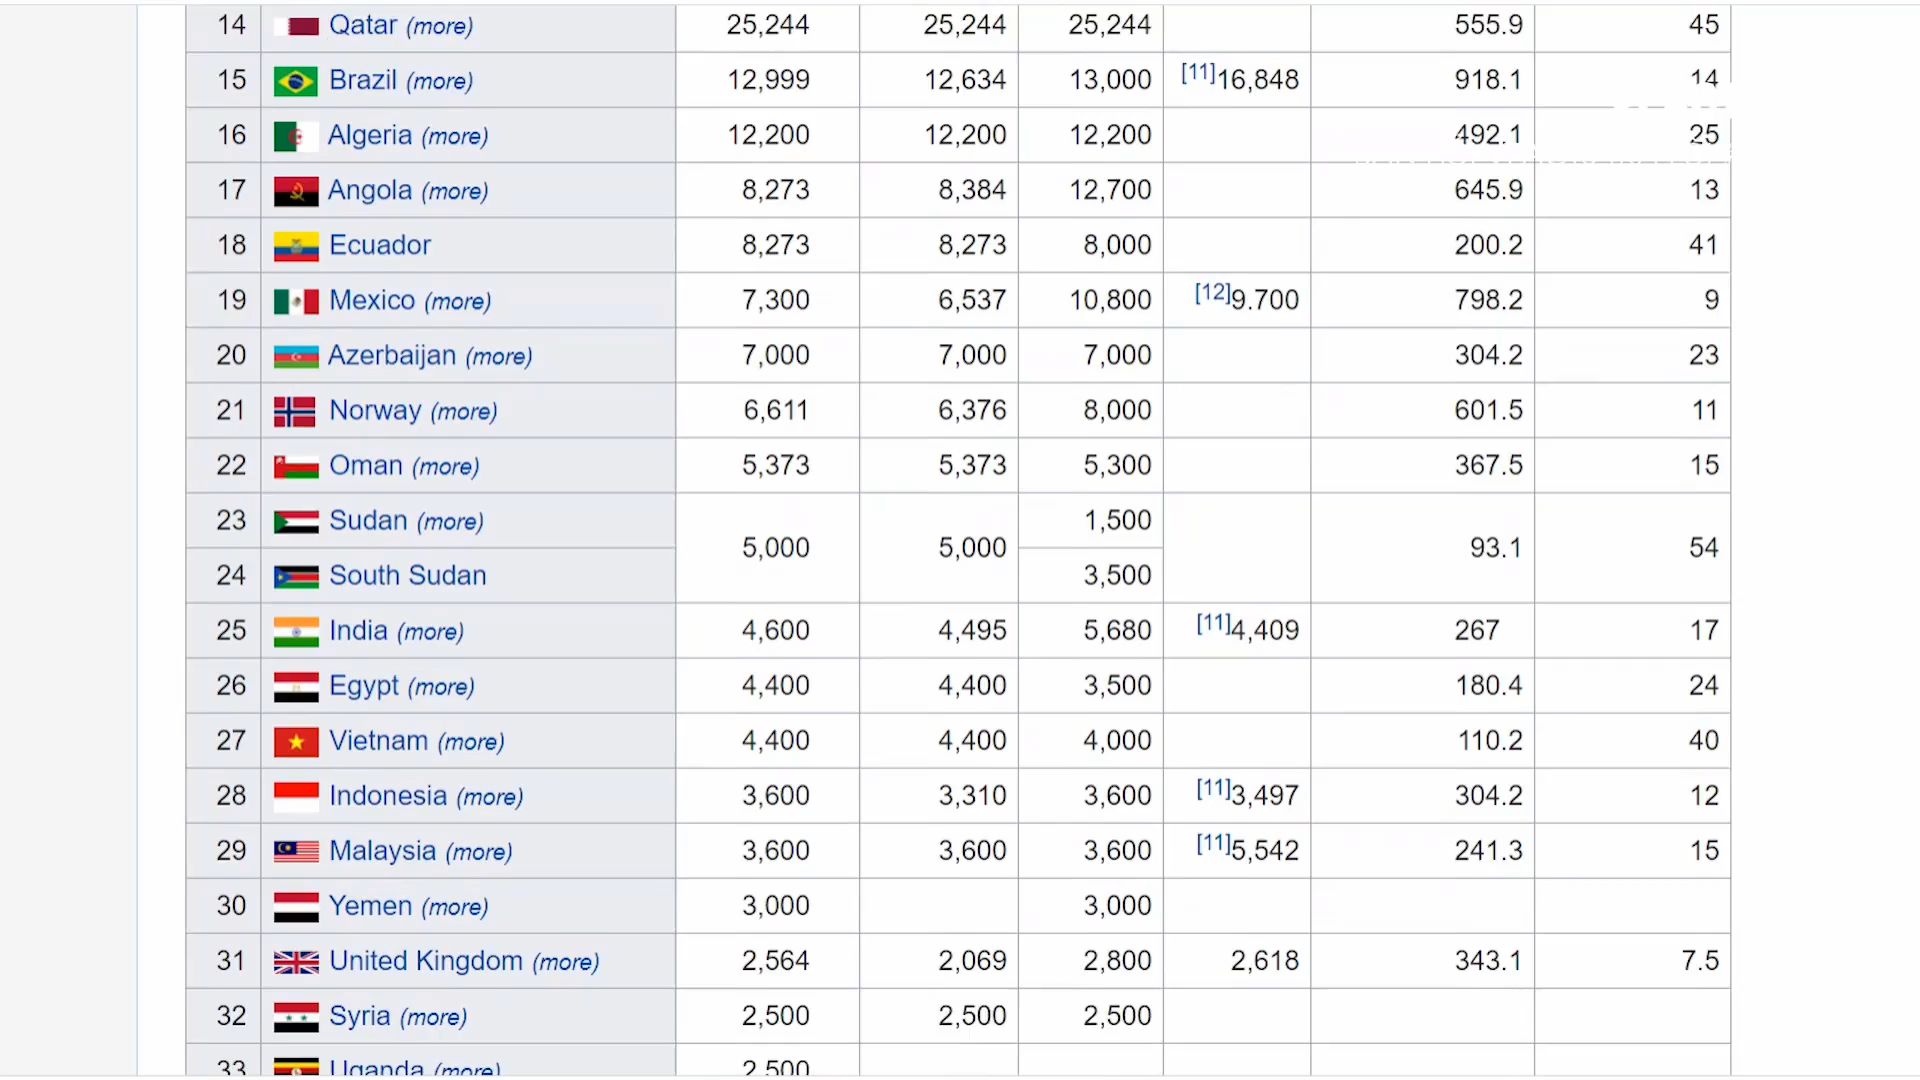 14 Qatar (more) 25,244 25,244 25,244 555.9 45
15 Brazil (more) 12,999 12,634 13,000 [11]16,848 918.1 14
16 Algeria (more) 12,200 12,200 12,200 492.1 25
17 Angola (more) 8,273 8,384 12,700 645.9 13
18 Ecuador 8,273 8,273 8,000 200.2 41
19 Mexico (more) 7,300 6,537 10,800 [12]9.700 798.2 9
20 Azerbaijan (more) 7,000 7,000 7,000 304.2 23
21 Norway (more) 6,611 6,376 8,000 601.5 11
22 Oman (more) 5,373 5,373 5,300 367.5 15
23 Sudan (more) 1,500
5,000 5,000 93.1 54
24 South Sudan 3,500
25 India (more) 4,600 4,495 5,680 [11]4,409 267 17
26 Egypt (more) 4,400 4,400 3,500 180.4 24
27 Vietnam (more) 4,400 4,400 4,000 110.2 40
28 Indonesia (more) 3,600 3,310 3,600 [11]3,497 304.2 12
29 Malaysia (more) 3,600 3,600 3,600 [11]5,542 241.3 15
30 Yemen (more) 3,000 3,000
31 United Kingdom (more) 2,564 2,069 2,800 2,618 343.1 7.5
32 Syria (more) 2,500 2,500 2,500
33 Uganda (more) 2,500